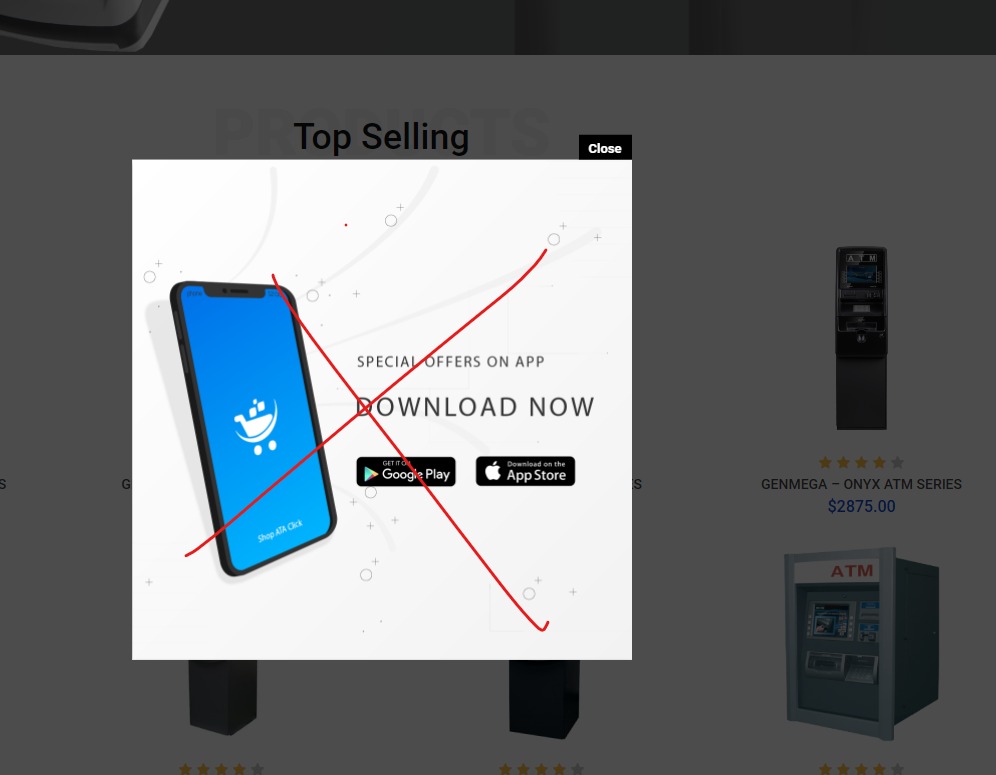 PRODUCTS
Top Selling
Close
SPECIAL OFFERS ON APP
DOWNLOAD NOW
GET IT ON
Google Play
Download on the
App Store
Shop ATA Click
ATM
S
G
ES
GENMEGA – ONYX ATM SERIES
$2875.00
ATM